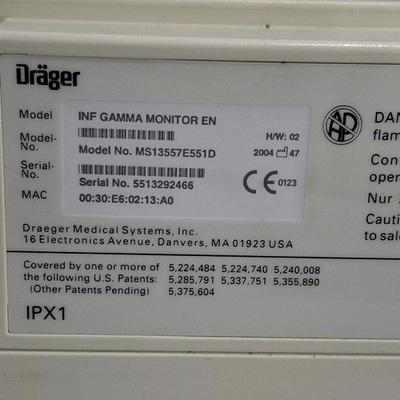 Dräger
Model INF GAMMA MONITOR EN
Model-No. Model No. MS13557E551D
H/W: 02
2004 47
Serial-No. Serial No. 5513292466
CE 0123
MAC 00:30:E6:02:13:A0
Draeger Medical Systems, Inc.
16 Electronics Avenue, Danvers, MA 01923 USA
Covered by one or more of 5,224,484 5,224,740 5,240,008
the following U.S. Patents: 5,285,791 5,337,751 5,355,890
(Other Patents Pending) 5,375,604
IPX1
DAN
flam
Con
oper
Nur
Cauti
to sale